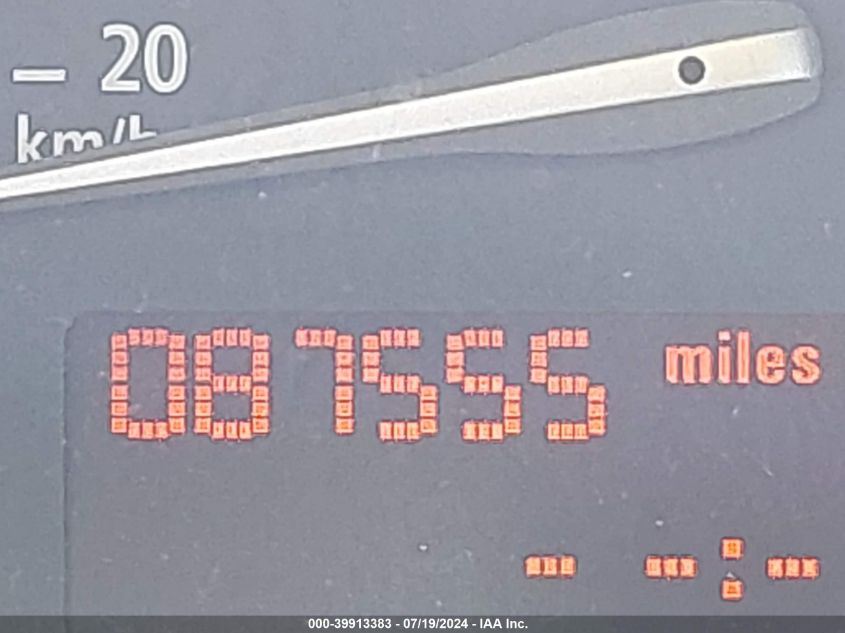 – 20
km/h
087555 miles
- -:-
000-39913383 - 07/19/2024 - IAA Inc.